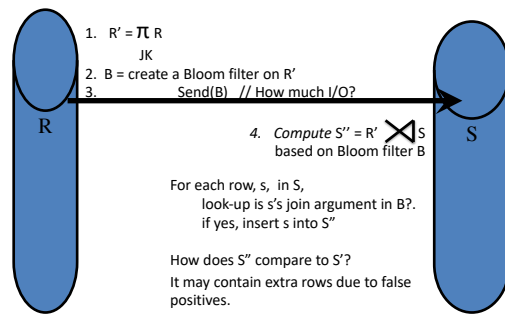 1. R' = π R
JK
2. B = create a Bloom filter on R'
3. Send(B) // How much I/O?
R
S
4. Compute S'' = R' ⋈ S
based on Bloom filter B
For each row, s, in S,
look-up is s's join argument in B?.
if yes, insert s into S"
How does S" compare to S'?
It may contain extra rows due to false
positives.